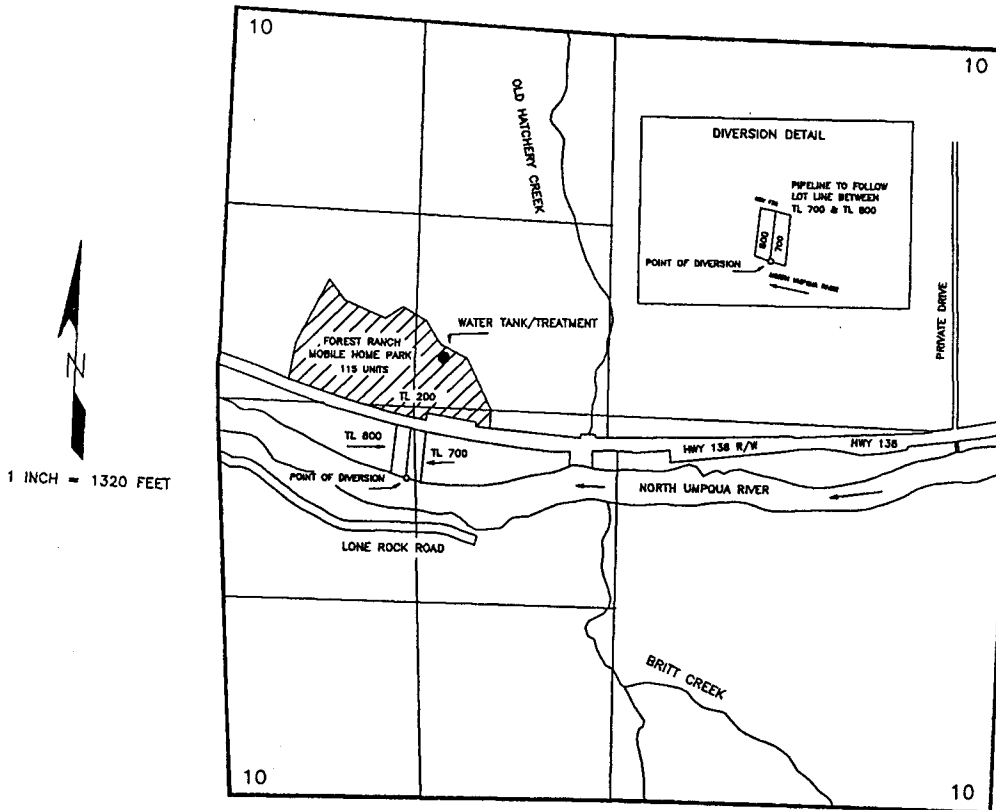 10
10
OLD HATCHERY CREEK
DIVERSION DETAIL
PIPELINE TO FOLLOW
LOT LINE BETWEEN
TL 700 & TL 800
800
700
POINT OF DIVERSION
NORTH UMPQUA RIVER
PRIVATE DRIVE
N
1 INCH = 1320 FEET
WATER TANK/TREATMENT
FOREST RANCH
MOBILE HOME PARK
115 UNITS
TL 200
TL 800
TL 700
HWY 138 R/W
HWY 138
POINT OF DIVERSION
NORTH UMPQUA RIVER
LONE ROCK ROAD
BRITT CREEK
10
10